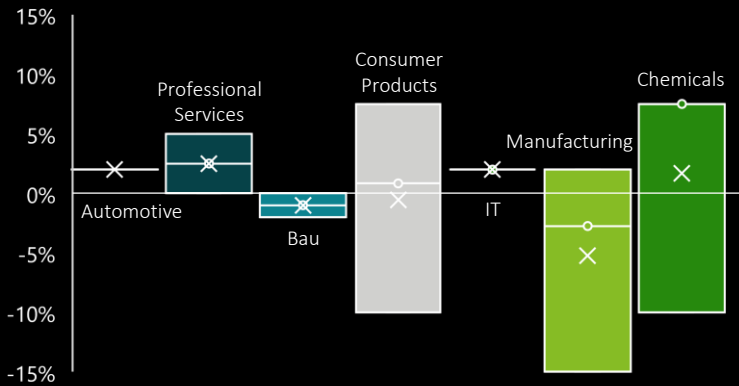 15%
10%
5%
0%
-5%
-10%
-15%
Automotive
Professional
Services
Bau
Consumer
Products
IT
Manufacturing
Chemicals